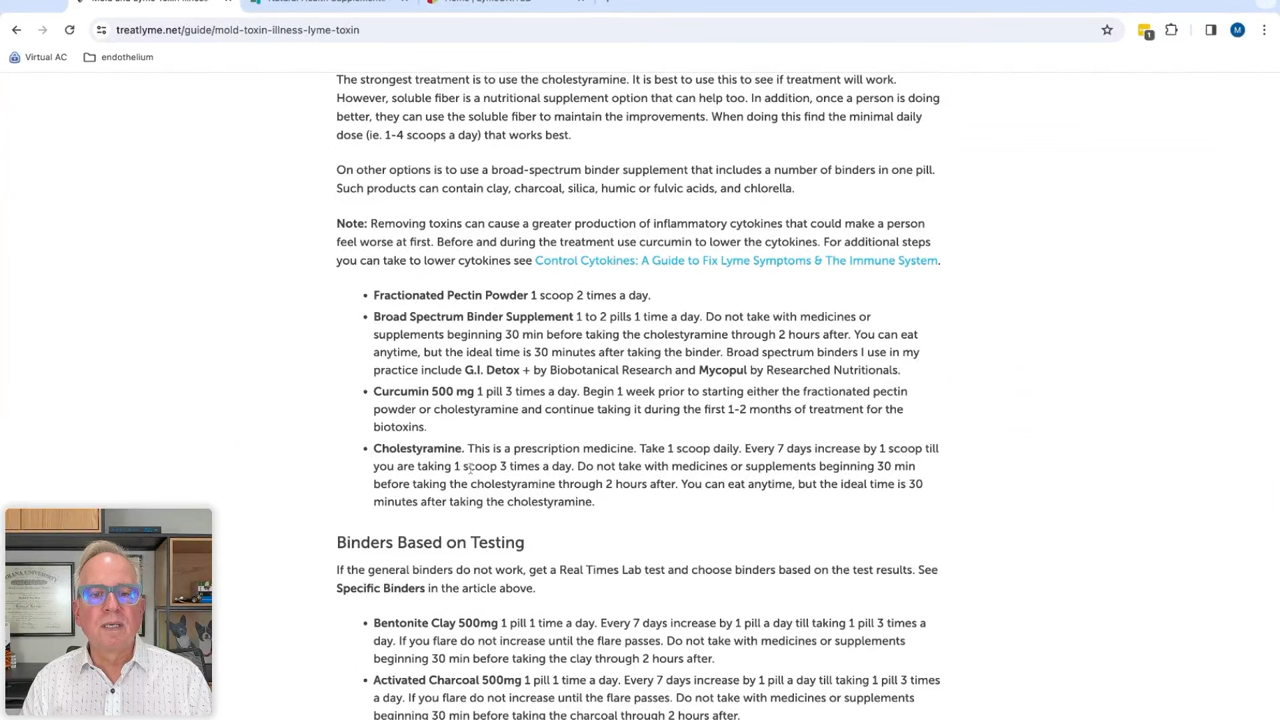 treatlyme.net/guide/mold-toxin-illness-lyme-toxin
1
M
Virtual AC
endothelium
The strongest treatment is to use the cholestyramine. It is best to use this to see if treatment will work.
However, soluble fiber is a nutritional supplement option that can help too. In addition, once a person is doing
better, they can use the soluble fiber to maintain the improvements. When doing this find the minimal daily
dose (ie. 1-4 scoops a day) that works best.
On other options is to use a broad-spectrum binder supplement that includes a number of binders in one pill.
Such products can contain clay, charcoal, silica, humic or fulvic acids, and chlorella.
Note: Removing toxins can cause a greater production of inflammatory cytokines that could make a person
feel worse at first. Before and during the treatment use curcumin to lower the cytokines. For additional steps
you can take to lower cytokines see Control Cytokines: A Guide to Fix Lyme Symptoms & The Immune System.
• Fractionated Pectin Powder 1 scoop 2 times a day.
• Broad Spectrum Binder Supplement 1 to 2 pills 1 time a day. Do not take with medicines or
supplements beginning 30 min before taking the cholestyramine through 2 hours after. You can eat
anytime, but the ideal time is 30 minutes after taking the binder. Broad spectrum binders I use in my
practice include G.I. Detox + by Biobotanical Research and Mycopul by Researched Nutritionals.
• Curcumin 500 mg 1 pill 3 times a day. Begin 1 week prior to starting either the fractionated pectin
powder or cholestyramine and continue taking it during the first 1-2 months of treatment for the
biotoxins.
• Cholestyramine. This is a prescription medicine. Take 1 scoop daily. Every 7 days increase by 1 scoop till
you are taking 1 scoop 3 times a day. Do not take with medicines or supplements beginning 30 min
before taking the cholestyramine through 2 hours after. You can eat anytime, but the ideal time is 30
minutes after taking the cholestyramine.
Binders Based on Testing
If the general binders do not work, get a Real Times Lab test and choose binders based on the test results. See
Specific Binders in the article above.
• Bentonite Clay 500mg 1 pill 1 time a day. Every 7 days increase by 1 pill a day till taking 1 pill 3 times a
day. If you flare do not increase until the flare passes. Do not take with medicines or supplements
beginning 30 min before taking the clay through 2 hours after.
• Activated Charcoal 500mg 1 pill 1 time a day. Every 7 days increase by 1 pill a day till taking 1 pill 3 times
a day. If you flare do not increase until the flare passes. Do not take with medicines or supplements
beginning 30 min before taking the charcoal through 2 hours after.